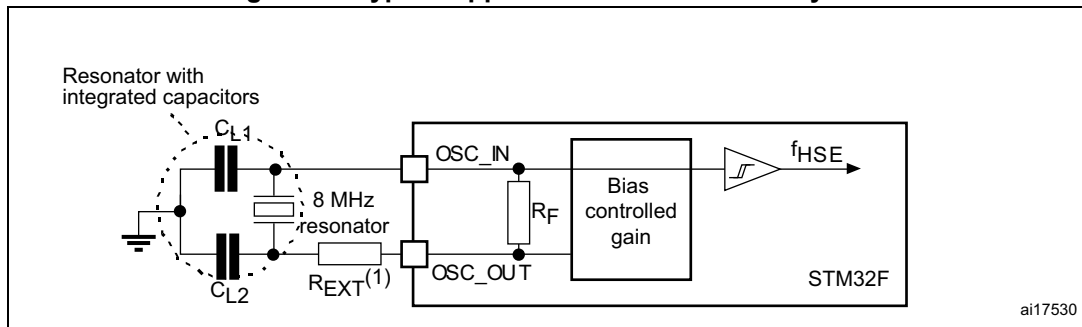 Resonator with
integrated capacitors
CL1
OSC_IN
fHSE
8 MHz
resonator
RF
Bias
controlled
gain
REXT(1)
OSC_OUT
STM32F
CL2
ai17530